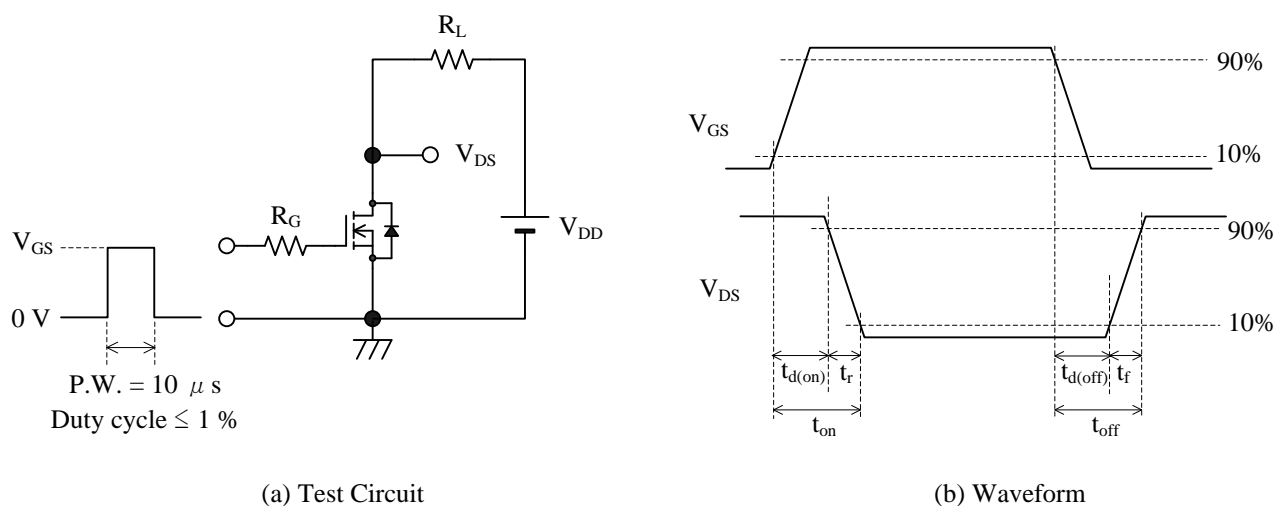 R_L
V_DS
R_G
V_DD
V_GS
0 V
P.W. = 10 μ s
Duty cycle ≤ 1 %
(a) Test Circuit
90%
V_GS
10%
90%
V_DS
10%
t_d(on) t_r t_d(off) t_f
t_on t_off
(b) Waveform